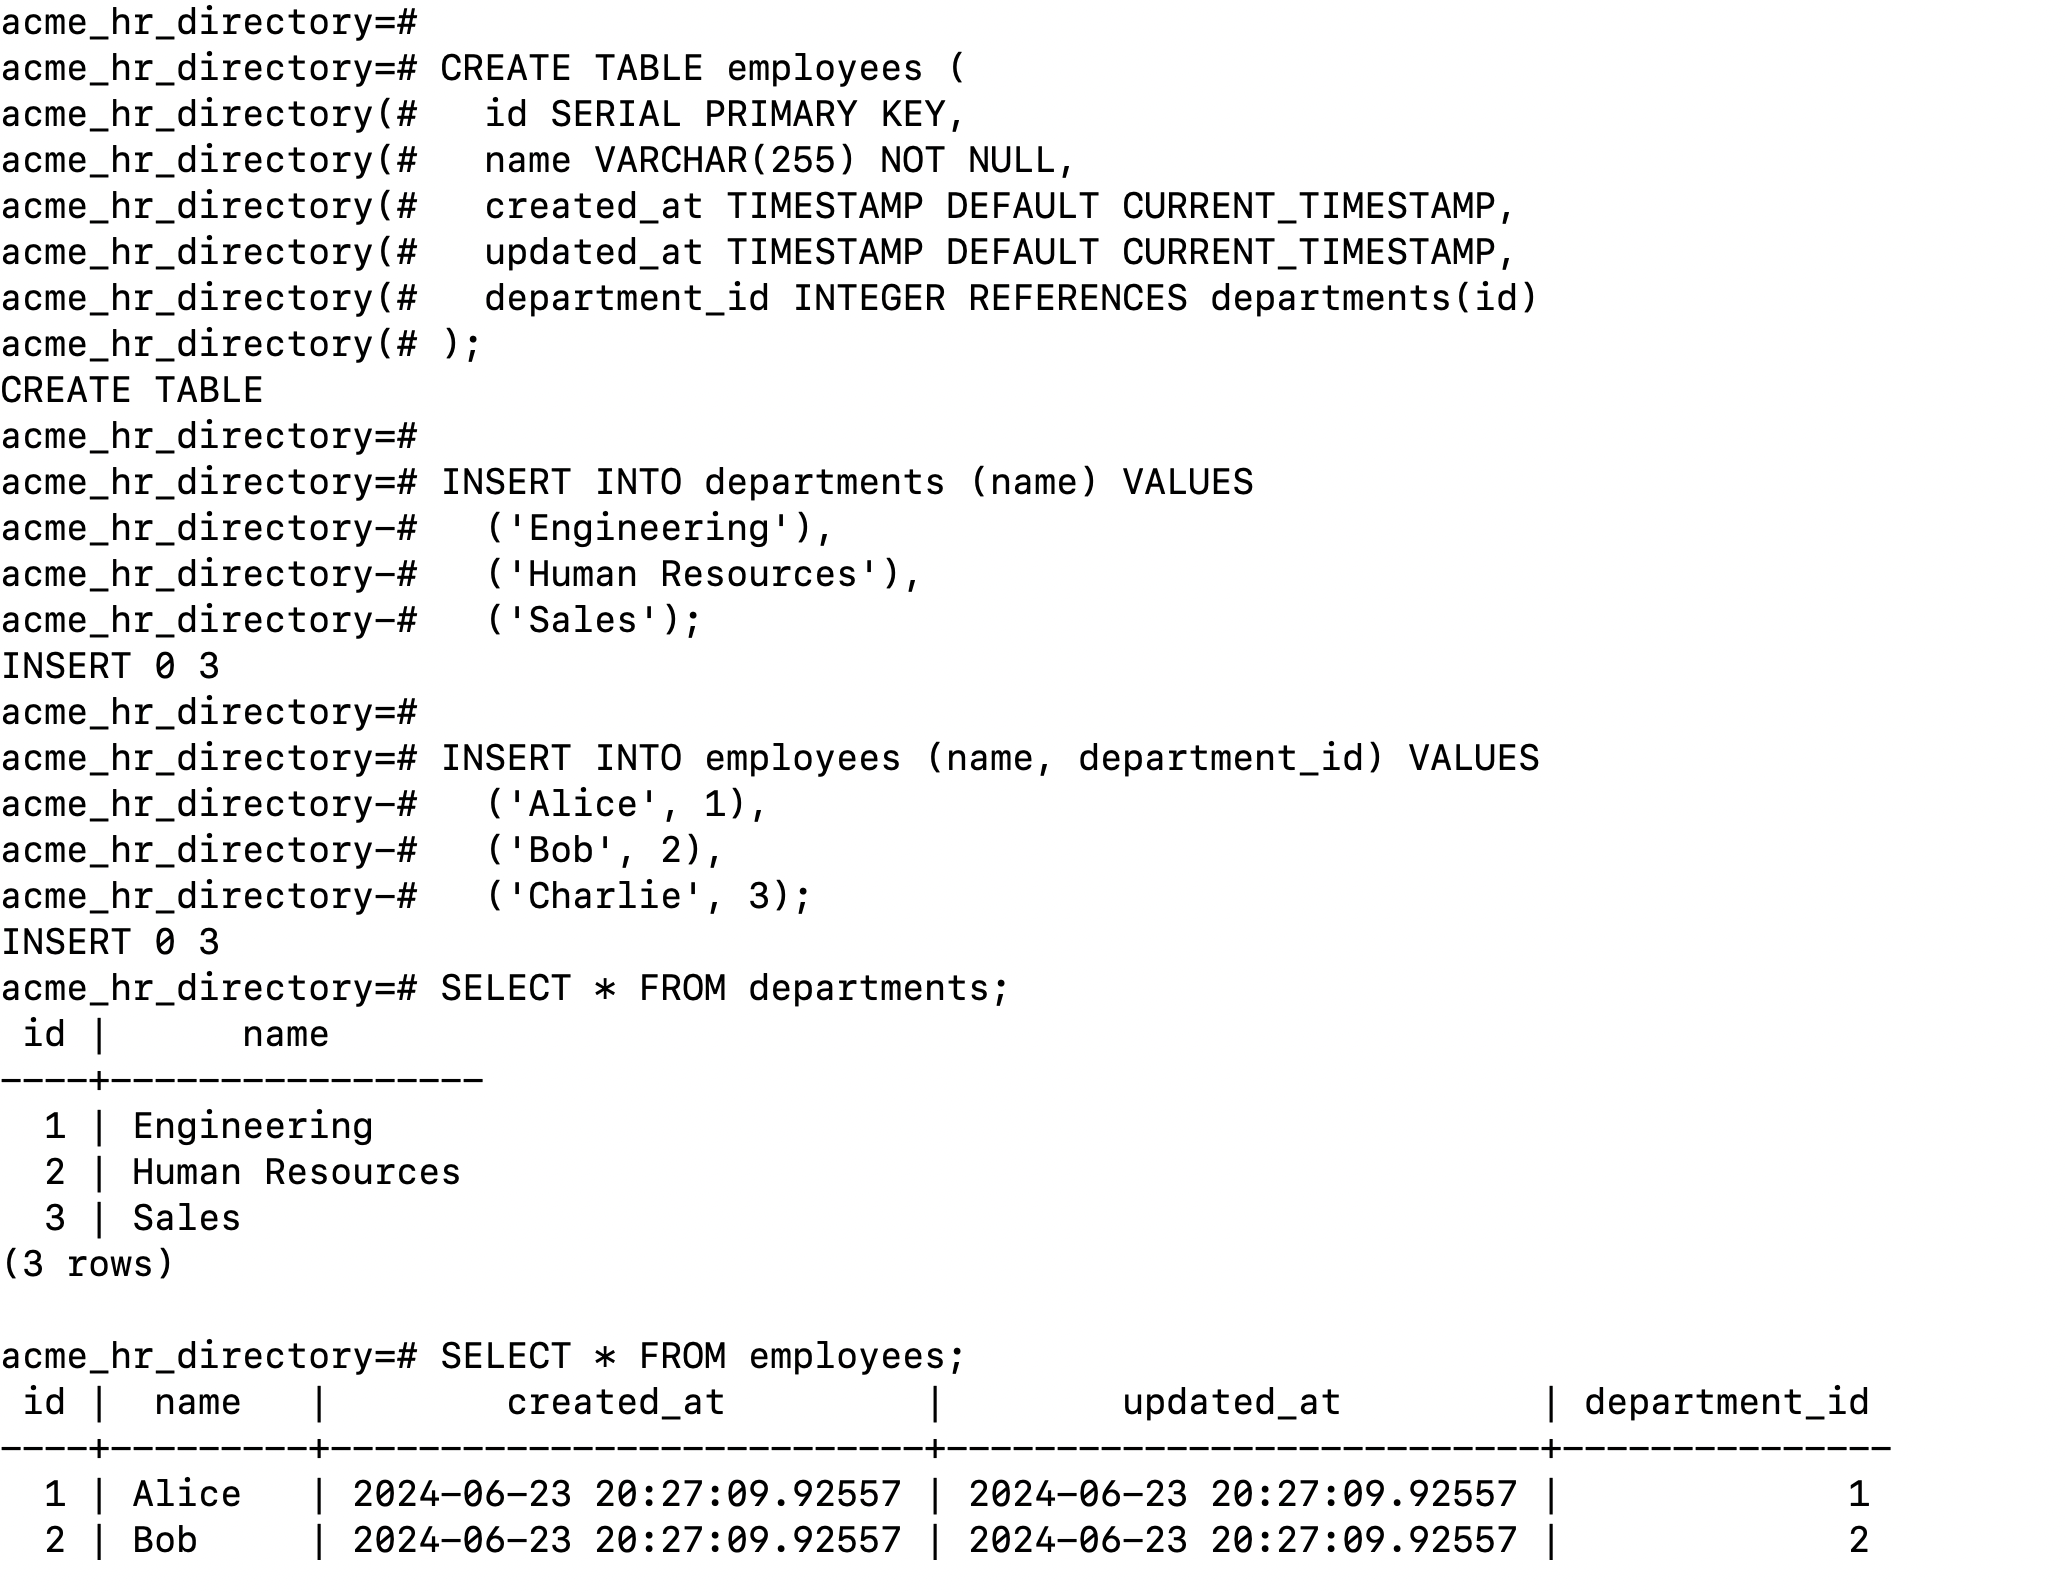 acme_hr_directory=#
acme_hr_directory=# CREATE TABLE employees (
acme_hr_directory(#   id SERIAL PRIMARY KEY,
acme_hr_directory(#   name VARCHAR(255) NOT NULL,
acme_hr_directory(#   created_at TIMESTAMP DEFAULT CURRENT_TIMESTAMP,
acme_hr_directory(#   updated_at TIMESTAMP DEFAULT CURRENT_TIMESTAMP,
acme_hr_directory(#   department_id INTEGER REFERENCES departments(id)
acme_hr_directory(# );
CREATE TABLE
acme_hr_directory=#
acme_hr_directory=# INSERT INTO departments (name) VALUES
acme_hr_directory-#   ('Engineering'),
acme_hr_directory-#   ('Human Resources'),
acme_hr_directory-#   ('Sales');
INSERT 0 3
acme_hr_directory=#
acme_hr_directory=# INSERT INTO employees (name, department_id) VALUES
acme_hr_directory-#   ('Alice', 1),
acme_hr_directory-#   ('Bob', 2),
acme_hr_directory-#   ('Charlie', 3);
INSERT 0 3
acme_hr_directory=# SELECT * FROM departments;
 id |      name
----+-----------------
  1 | Engineering
  2 | Human Resources
  3 | Sales
(3 rows)

acme_hr_directory=# SELECT * FROM employees;
 id |  name   |        created_at         |        updated_at         | department_id
----+---------+---------------------------+---------------------------+---------------
  1 | Alice   | 2024-06-23 20:27:09.92557 | 2024-06-23 20:27:09.92557 |             1
  2 | Bob     | 2024-06-23 20:27:09.92557 | 2024-06-23 20:27:09.92557 |             2